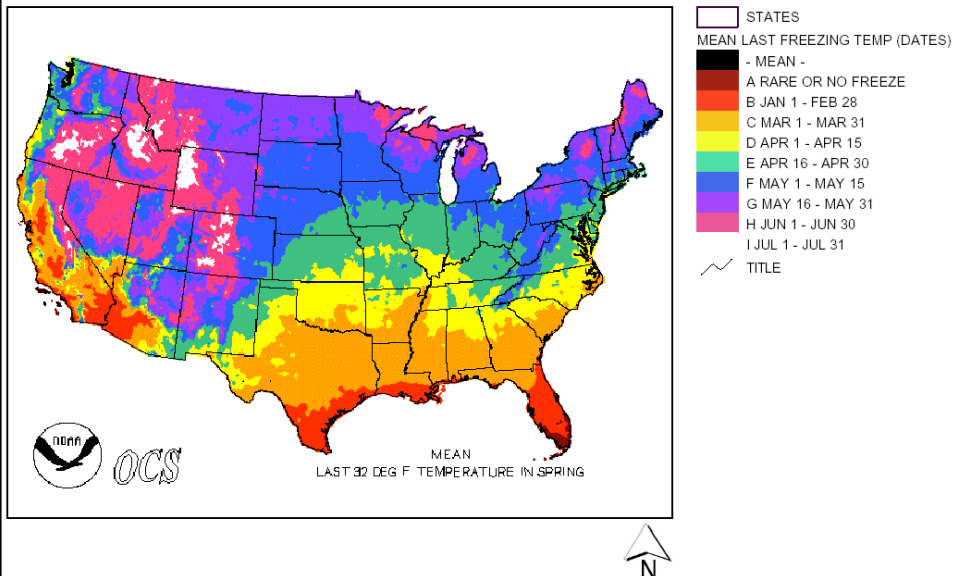 STATES
MEAN LAST FREEZING TEMP (DATES)
- MEAN -
A RARE OR NO FREEZE
B JAN 1 - FEB 28
C MAR 1 - MAR 31
D APR 1 - APR 15
E APR 16 - APR 30
F MAY 1 - MAY 15
G MAY 16 - MAY 31
H JUN 1 - JUN 30
I JUL 1 - JUL 31
TITLE
NOAA
OCS
MEAN
LAST 32 DEG F TEMPERATURE IN SPRING
N